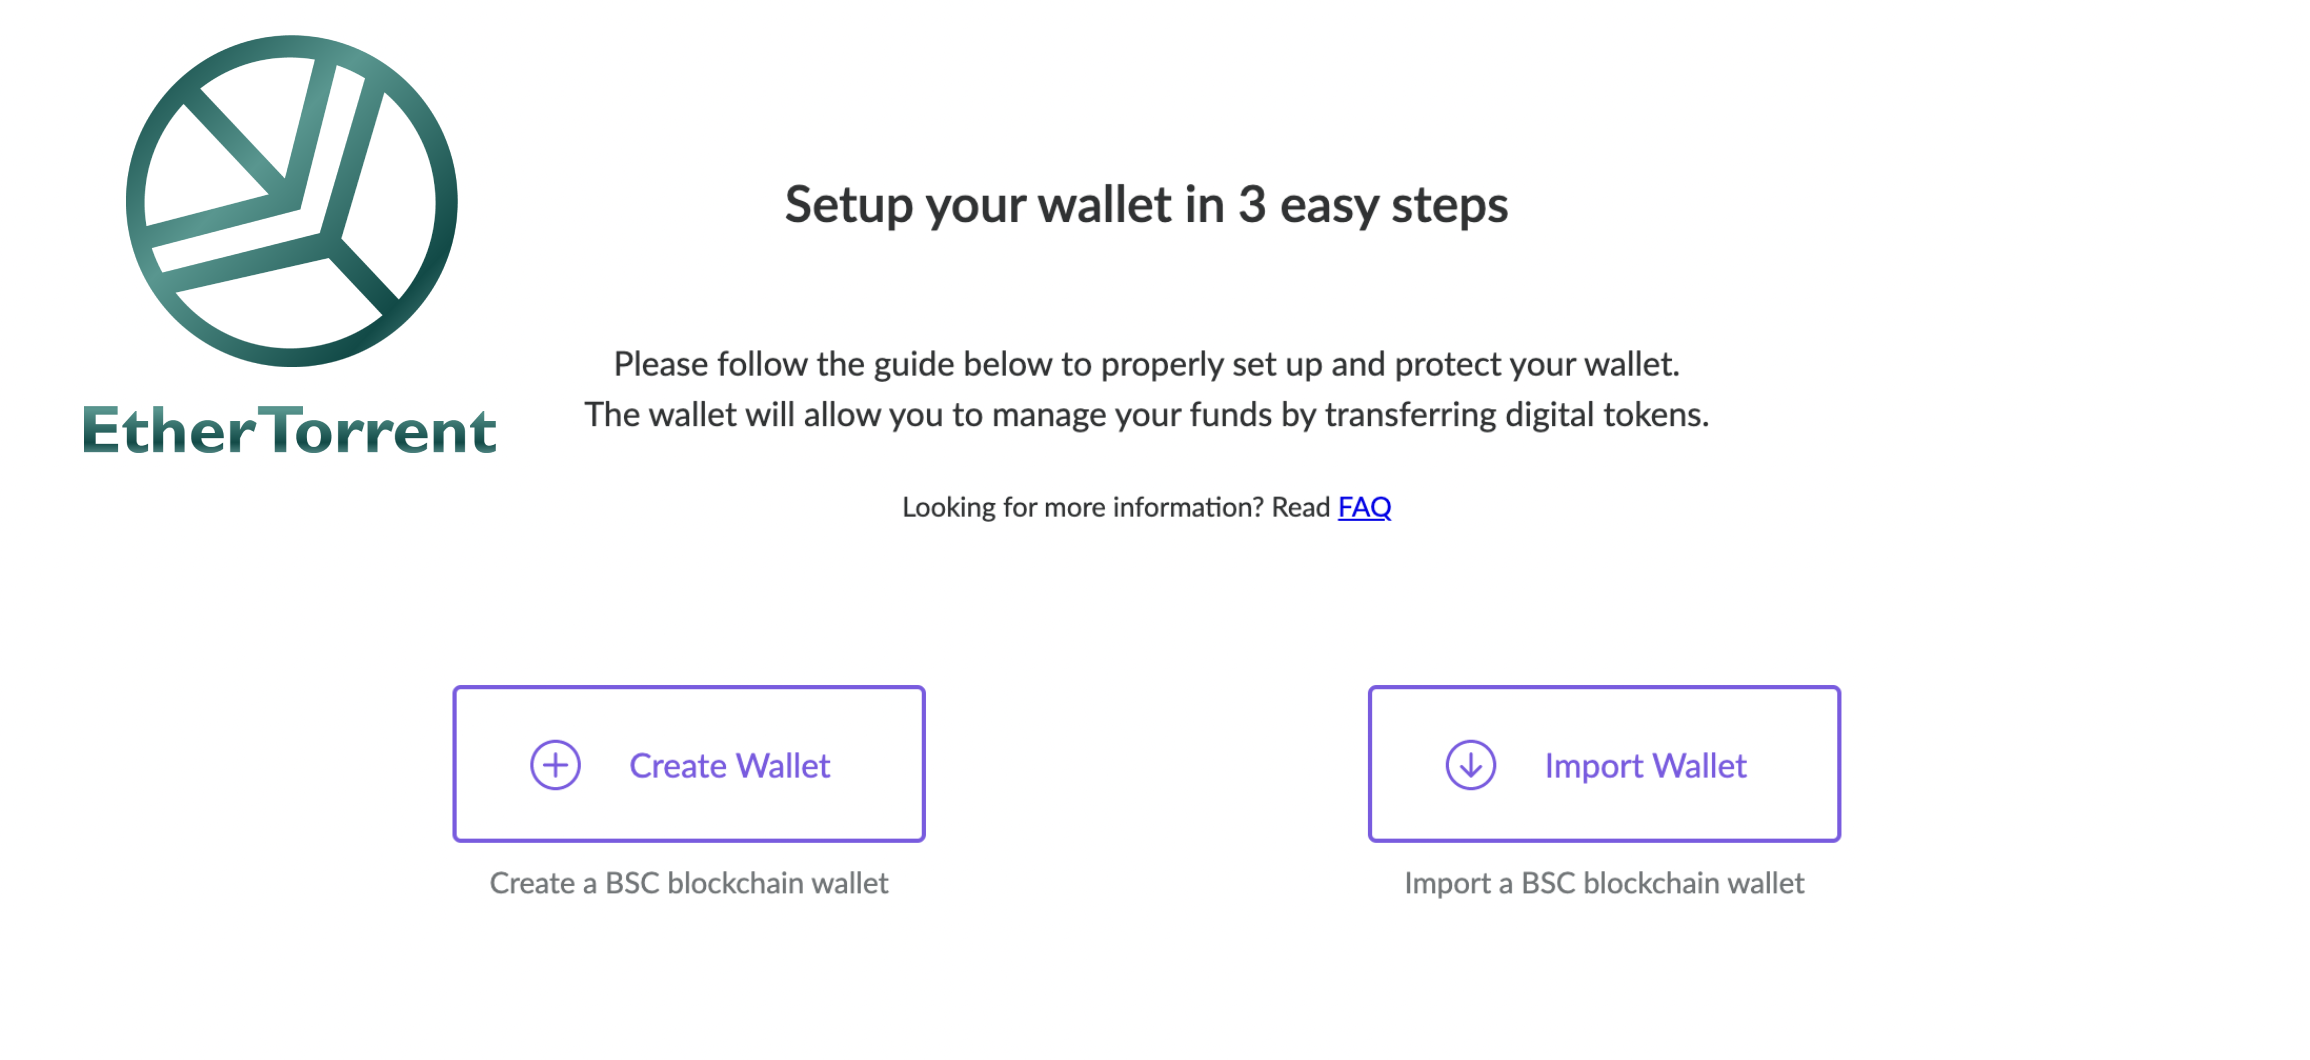 EtherTorrent
Setup your wallet in 3 easy steps
Please follow the guide below to properly set up and protect your wallet.
The wallet will allow you to manage your funds by transferring digital tokens.
Looking for more information? Read FAQ
Create Wallet
Create a BSC blockchain wallet
Import Wallet
Import a BSC blockchain wallet